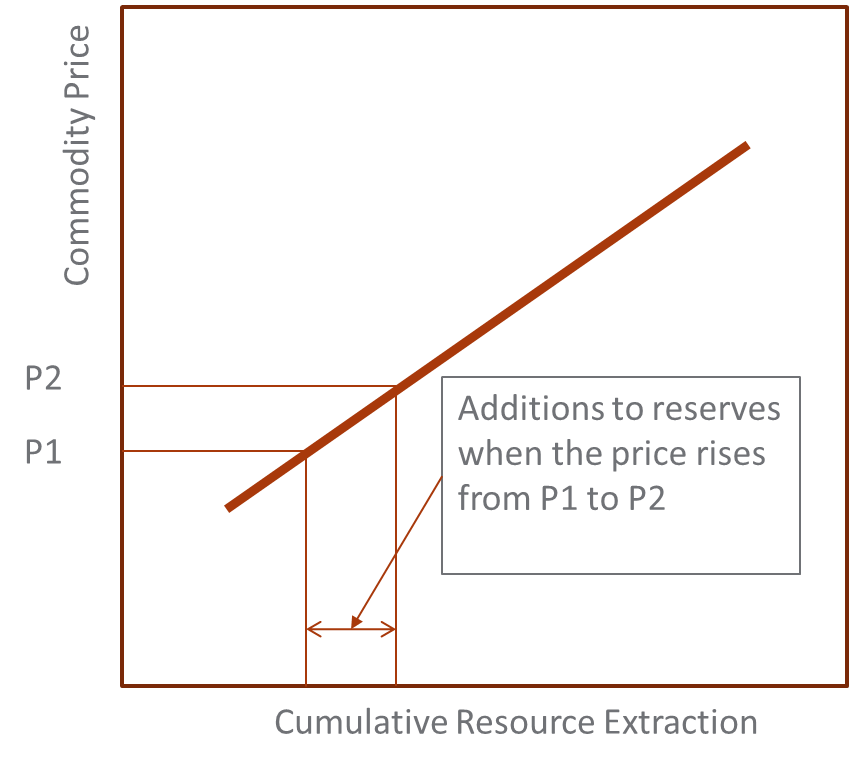 Commodity Price
P2
P1
Additions to reserves
when the price rises
from P1 to P2
Cumulative Resource Extraction